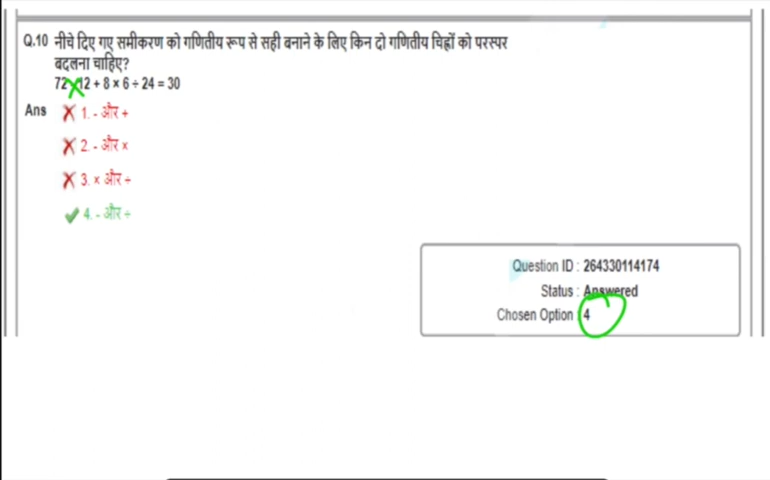 Q.10 नीचे दिए गए समीकरण को गणितीय रूप से सही बनाने के लिए किन दो गणितीय चिह्नों को परस्पर
बदलना चाहिए?
72 12 + 8 × 6 ÷ 24 = 30
Ans 1. - और +
2. - और ×
3. × और ÷
4. - और ÷
Question ID : 264330114174
Status : Answered
Chosen Option : 4